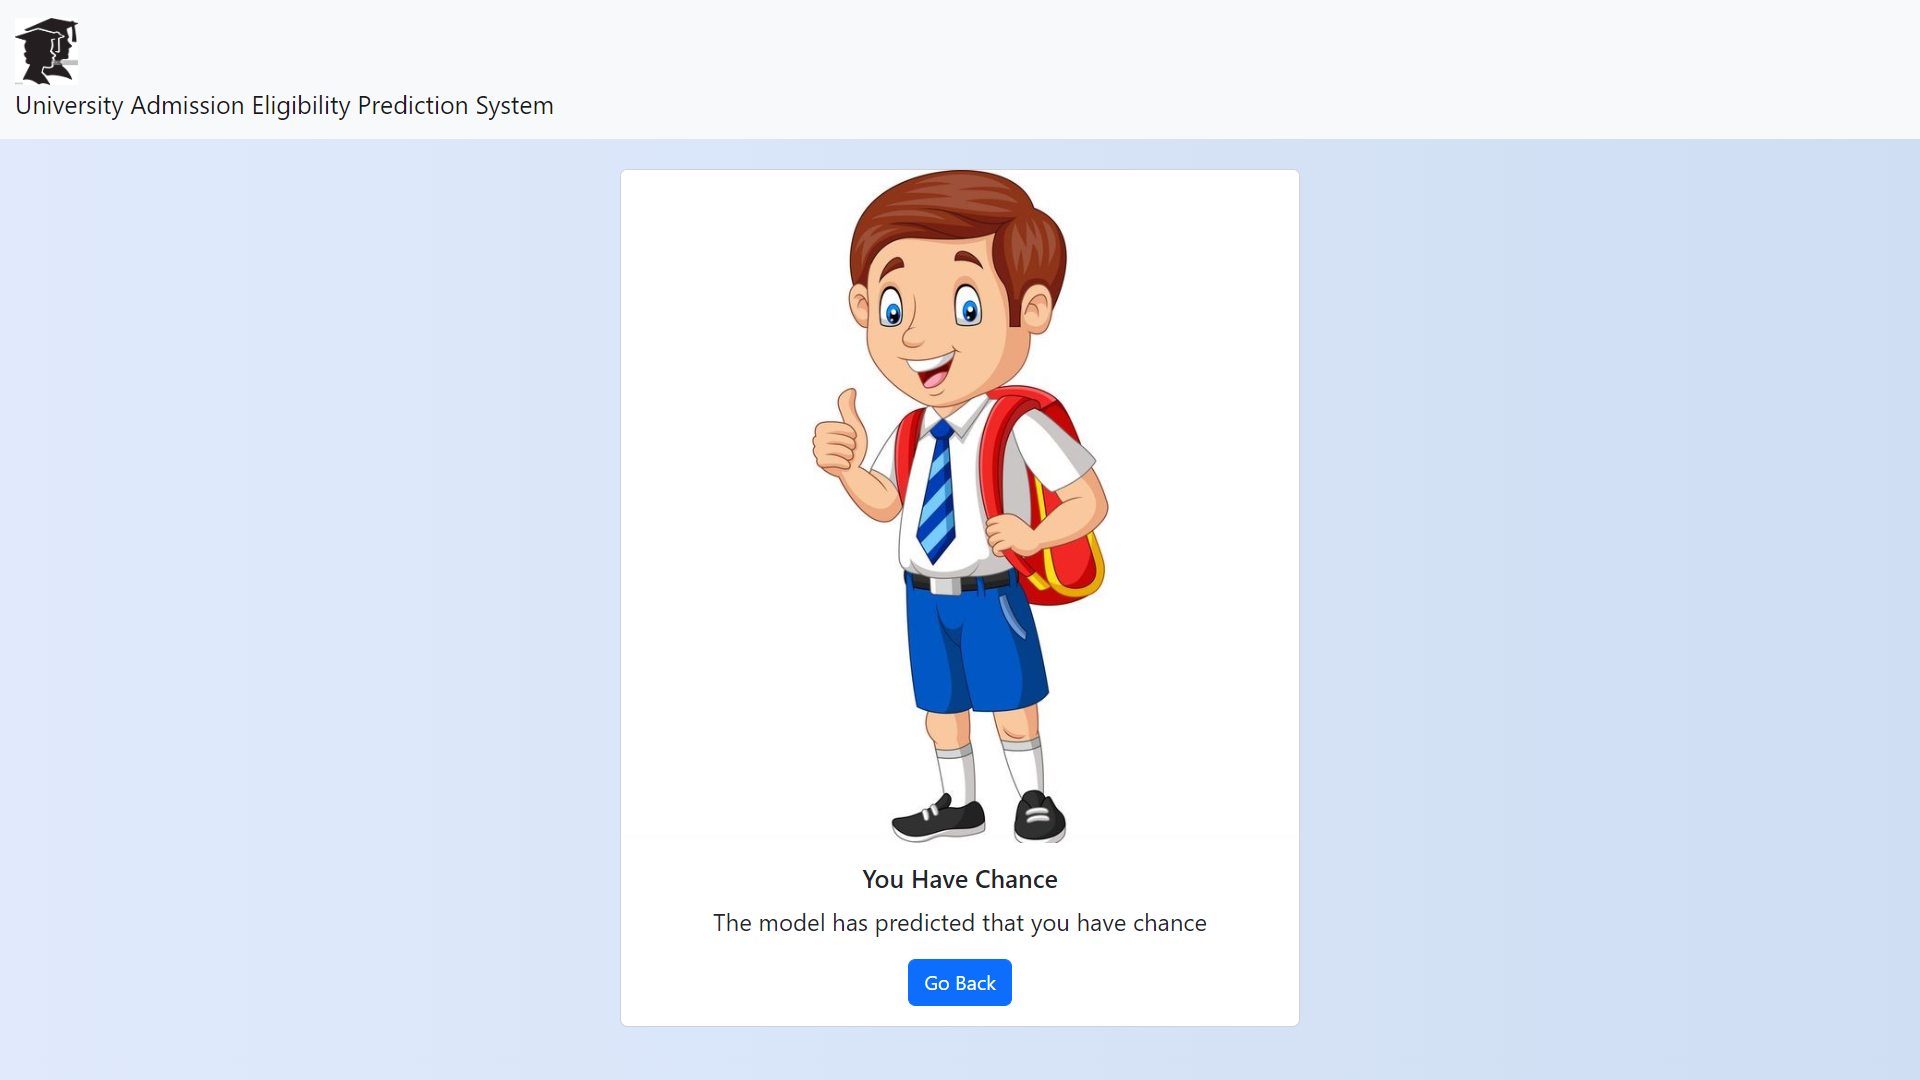 University Admission Eligibility Prediction System
You Have Chance
The model has predicted that you have chance
Go Back